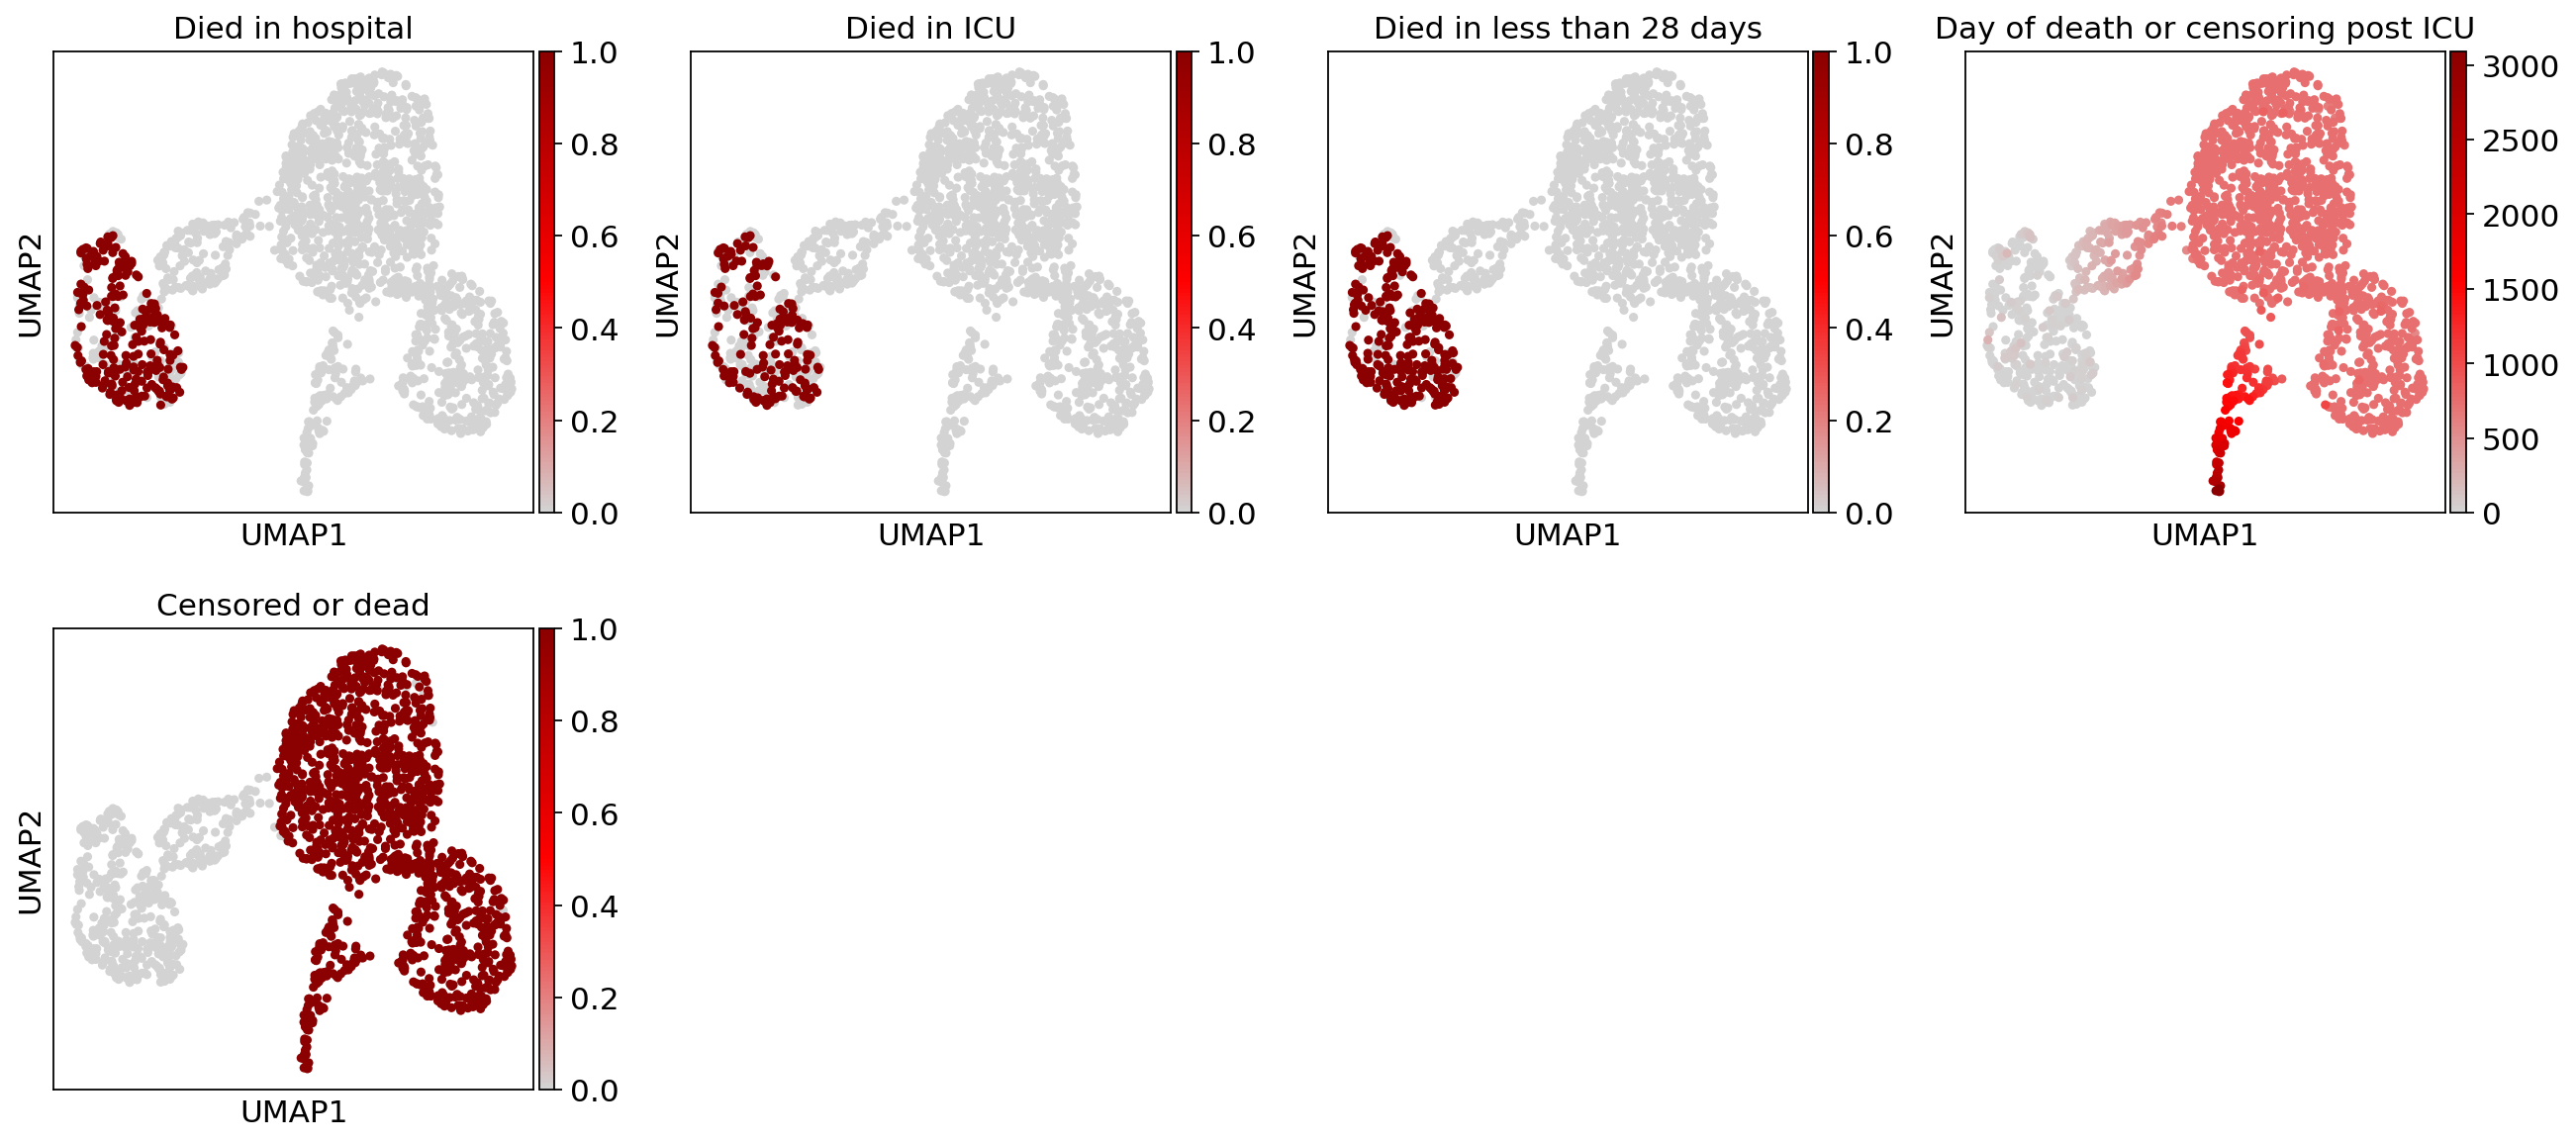 Died in hospital
1.0
0.8
0.6
0.4
0.2
0.0
UMAP2
UMAP1
Died in ICU
1.0
0.8
0.6
0.4
0.2
0.0
UMAP2
UMAP1
Died in less than 28 days
1.0
0.8
0.6
0.4
0.2
0.0
UMAP2
UMAP1
Day of death or censoring post ICU
3000
2500
2000
1500
1000
500
0
UMAP2
UMAP1
Censored or dead
1.0
0.8
0.6
0.4
0.2
0.0
UMAP2
UMAP1